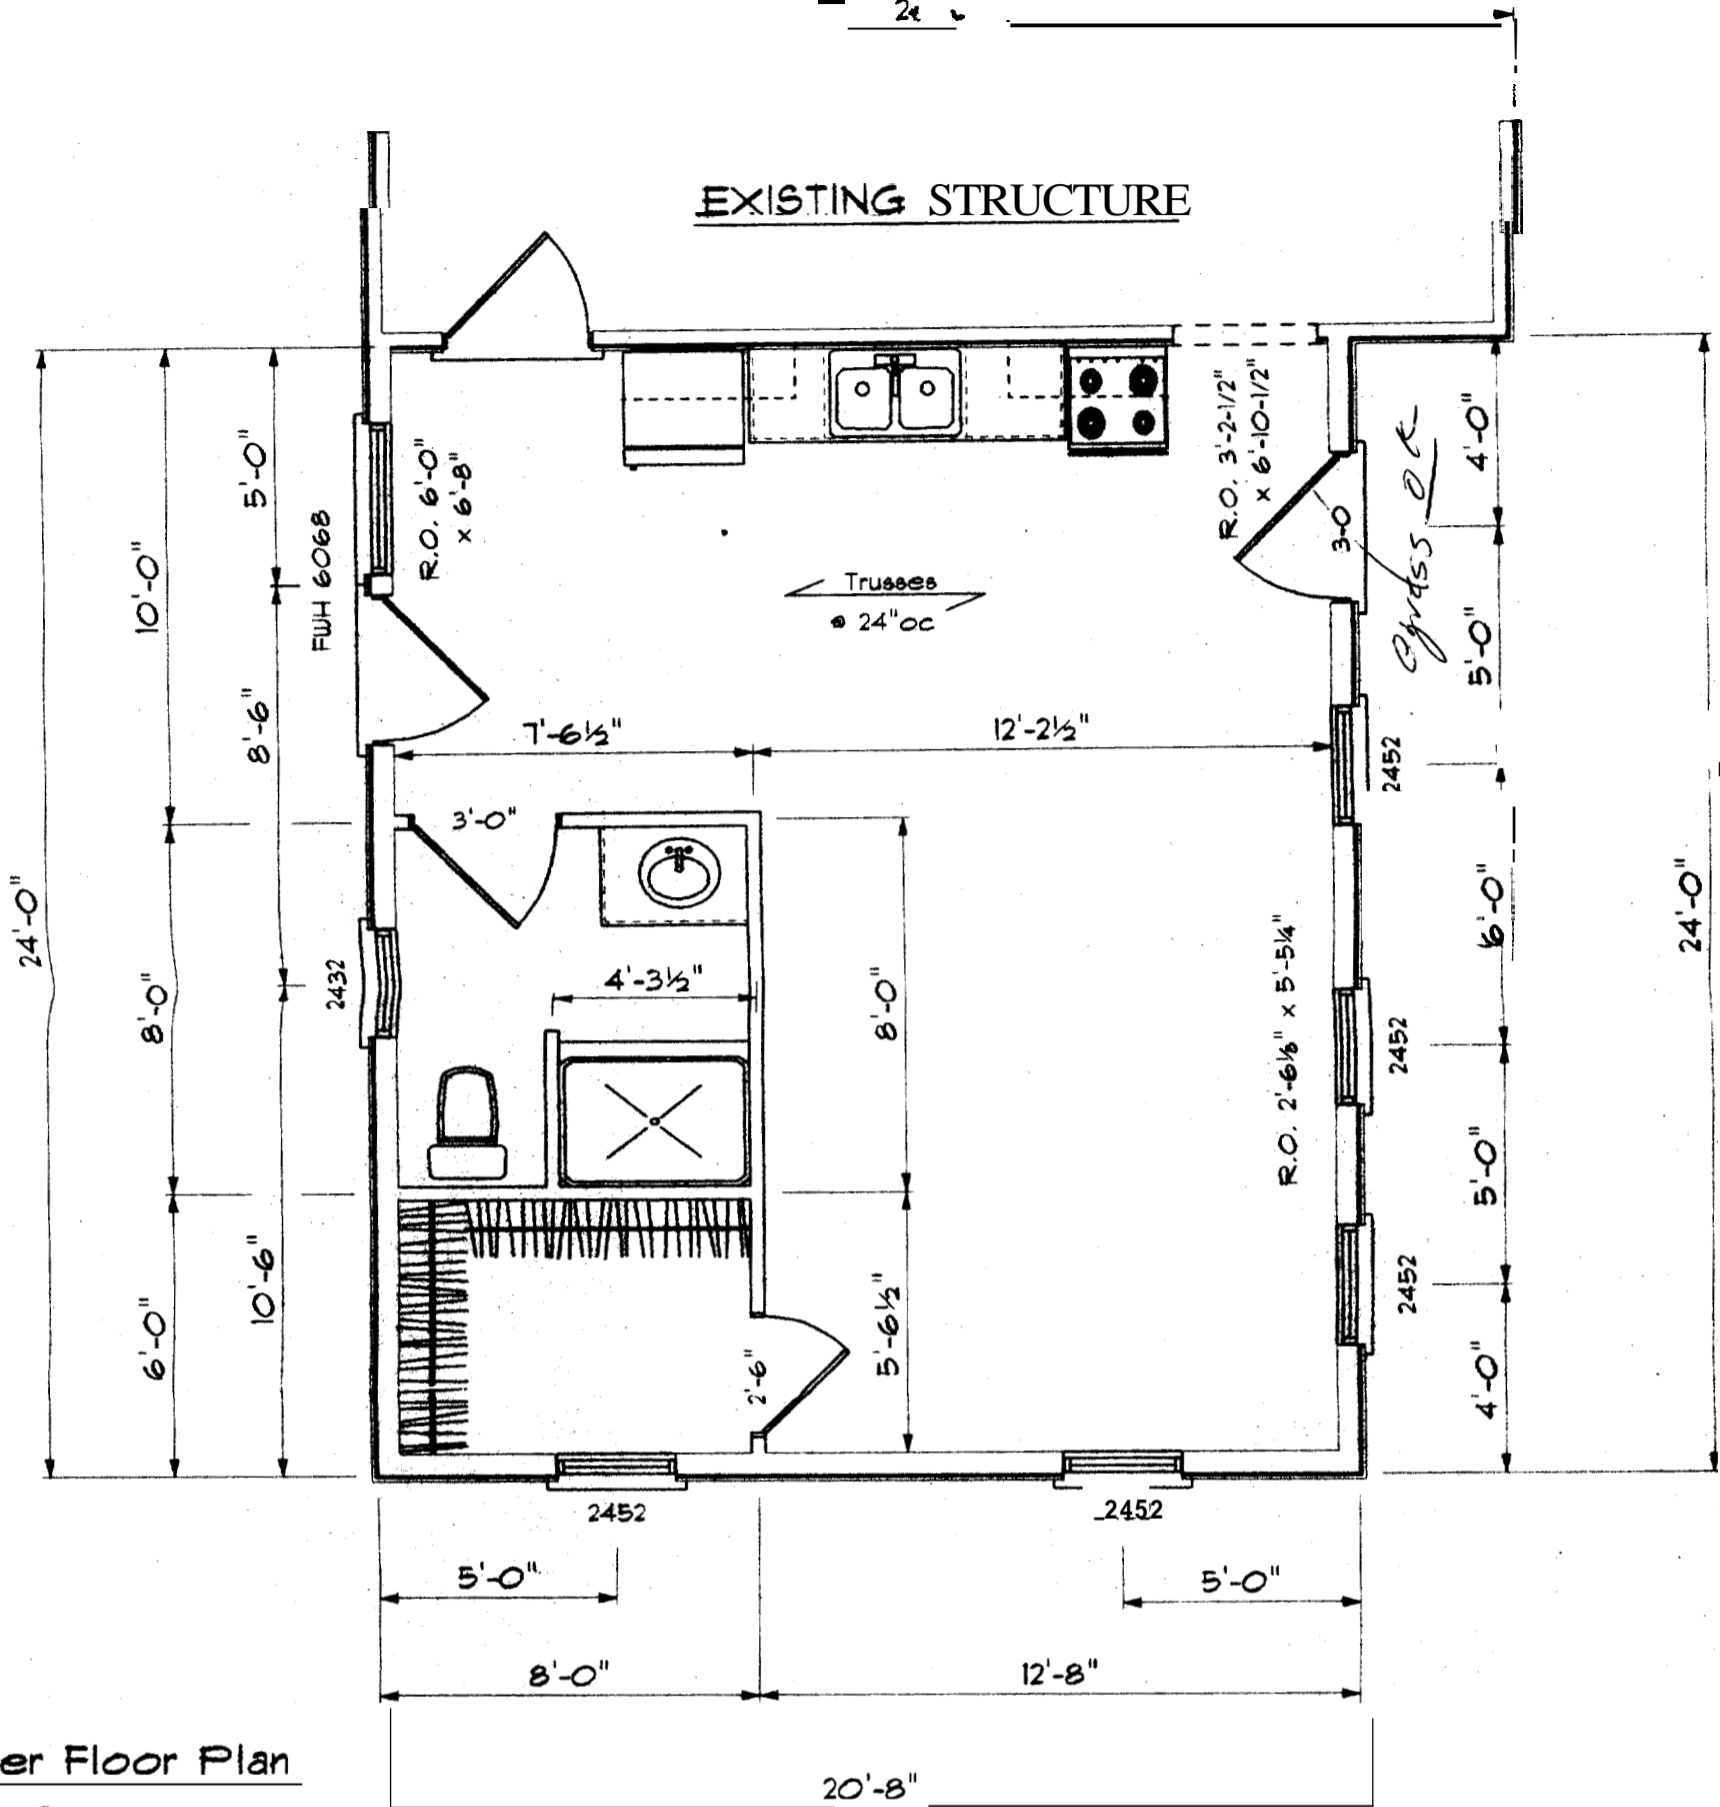 EXISTING STRUCTURE
R.O. 3'-2-1/2"
x 6'-10-1/2"
4'-0"
5'-0"
R.O. 6'-0"
x 6'-8"
FWH 6068
10'-0"
3-0
OK
Trusses
@ 24"oc
5'-0"
8'-6"
7'-6½"
12'-2½"
2452
3'-0"
24'-0"
24'-0"
6'-0"
2432
4'-3½"
8'-0"
8'-0"
R.O. 2'-6⅛" x 5'-5¼"
2452
5'-0"
10'-6"
6'-0"
5'-6½"
2'-6"
2452
4'-0"
2452
2452
5'-0"
5'-0"
8'-0"
12'-8"
er Floor Plan
20'-8"